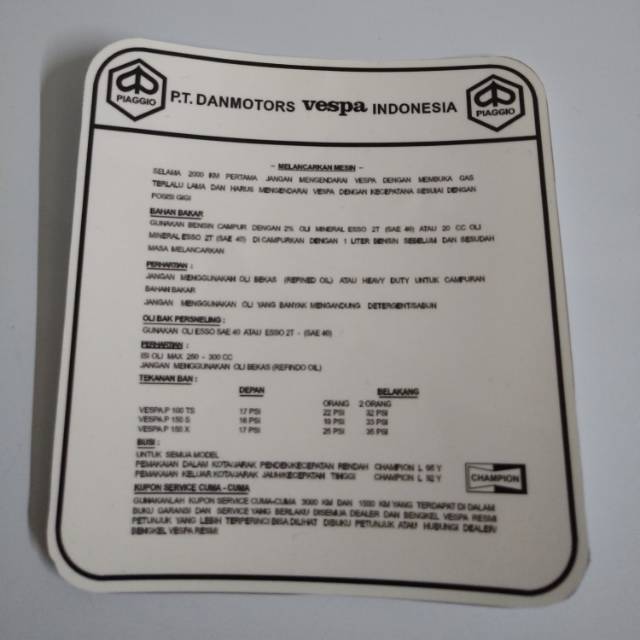 PIAGGIO P.T. DANMOTORS vespa INDONESIA PIAGGIO
~ MELANCARKAN MESIN ~
SELAMA 2000 KM PERTAMA JANGAN MENGENDARAI VESPA DENGAN MEMBUKA GAS
TERLALU LAMA DAN HARUS MENGENDARAI VESPA DENGAN KECEPATANA SESUIAI DENGAN
POSISI GIGI
BAHAN BAKAR
GUNAKAN BENSIN CAMPUR DENGAN 2% OLI MINERAL ESSO 2T (SAE 40) ATAU 20 CC OLI
MINERAL ESSO 2T (SAE 40) DI CAMPURKAN DENGAN 1 LITER BENSIN SEBELUM DAN SESUDAH
MASA MELANCARKAN
PERHARTIAN :
JANGAN MENGGUNAKAN OLI BEKAS (REFINED OIL) ATAU HEAVY DUTY UNTUK CAMPURAN
BAHAN BAKAR
JANGAN MENGGUNAKAN OLI YANG BANYAK MENGANDUNG DETERGENT/SABUN
OLI BAK PERSNELING :
GUNAKAN OLI ESSO SAE 40 ATAU ESSO 2T - (SAE 40)
PERHARTIAN :
ISI OLI MAX 250 - 300 CC
JANGAN MENGGUNAKAN OLI BEKAS (REFINDO OIL)
TEKANAN BAN :
DEPAN BELAKANG
ORANG 2 ORANG
VESPA P 100 TS 17 PSI 22 PSI 32 PSI
VESPA P 150 S 16 PSI 19 PSI 33 PSI
VESPA P 150 X 17 PSI 25 PSI 35 PSI
BUSI :
UNTUK SEMUA MODEL
PEMAKAIAN DALAM KOTA/JARAK PENDEK/KECEPATAN RENDAH CHAMPION L Y
PEMAKAIAN KELUAR KOTA/JARAK JAUH/KECEPATAN TINGGI CHAMPION L Y
CHAMPION
KUPON SERVICE CUMA - CUMA
GUNAKANLAH KUPON SERVICE CUMA-CUMA KM DAN KM YANG TERDAPAT DI DALAM
BUKU GARANSI DAN SERVICE YANG BERLAKU DISEMUA DEALER DAN BENGKEL VESPA RESMI
PETUNJUK YANG LEBIH TERPERINCI BISA DILIHAT DIBUKU PETUNJUK ATAU HUBUNGI DEALER/
BENGKEL VESPA RESMI